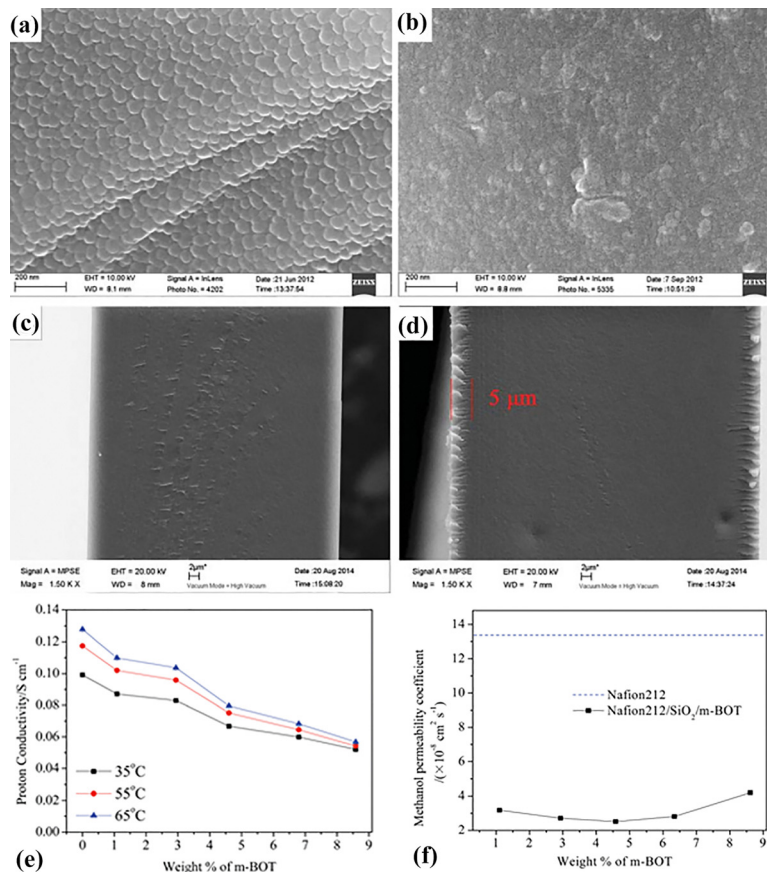 (a)
200 nm
EHT = 10.00 kV
WD = 8.1 mm
Signal A = InLens
Photo No. = 4202
Date :21 Jun 2012
Time :13:37:54
ZEISS
(b)
200 nm
EHT = 10.00 kV
WD = 8.8 mm
Signal A = InLens
Photo No. = 5335
Date :7 Sep 2012
Time :10:51:28
ZEISS
(c)
Signal A = MPSE
Mag = 1.50 K X
EHT = 20.00 kV
WD = 8 mm
2µm*
Vacuum Mode = High Vacuum
Date :20 Aug 2014
Time :15:08:20
(d)
5 µm
Signal A = MPSE
Mag = 1.50 K X
EHT = 20.00 kV
WD = 7 mm
2µm*
Vacuum Mode = High Vacuum
Date :20 Aug 2014
Time :14:37:24
Proton Conductivity/S cm⁻¹
0.14
0.12
0.10
0.08
0.06
0.04
0.02
0.00
35°C
55°C
65°C
0 1 2 3 4 5 6 7 8 9
Weight % of m-BOT
(e)
Methanol permeability coefficient
/(×10⁻⁸ cm² s⁻¹)
14
12
10
8
6
4
2
Nafion212
Nafion212/SiO₂/m-BOT
1 2 3 4 5 6 7 8 9
Weight % of m-BOT
(f)